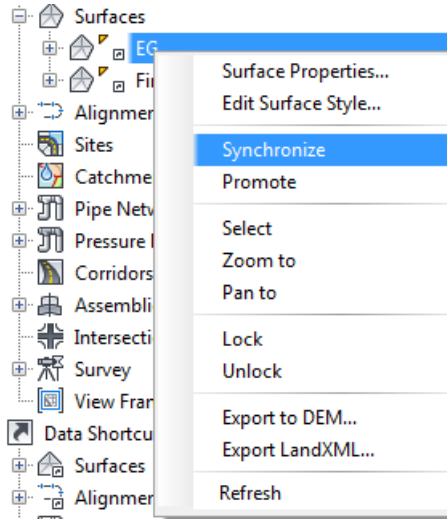 Surfaces
EG
Surface Properties...
Fi
Edit Surface Style...
Alignmer
Sites
Synchronize
Catchme
Promote
Pipe Netw
Select
Pressure
Zoom to
Corridors
Pan to
Assembli
Intersecti
Lock
Survey
Unlock
View Fran
Export to DEM...
Data Shortcu
Export LandXML...
Surfaces
Alignmer
Refresh